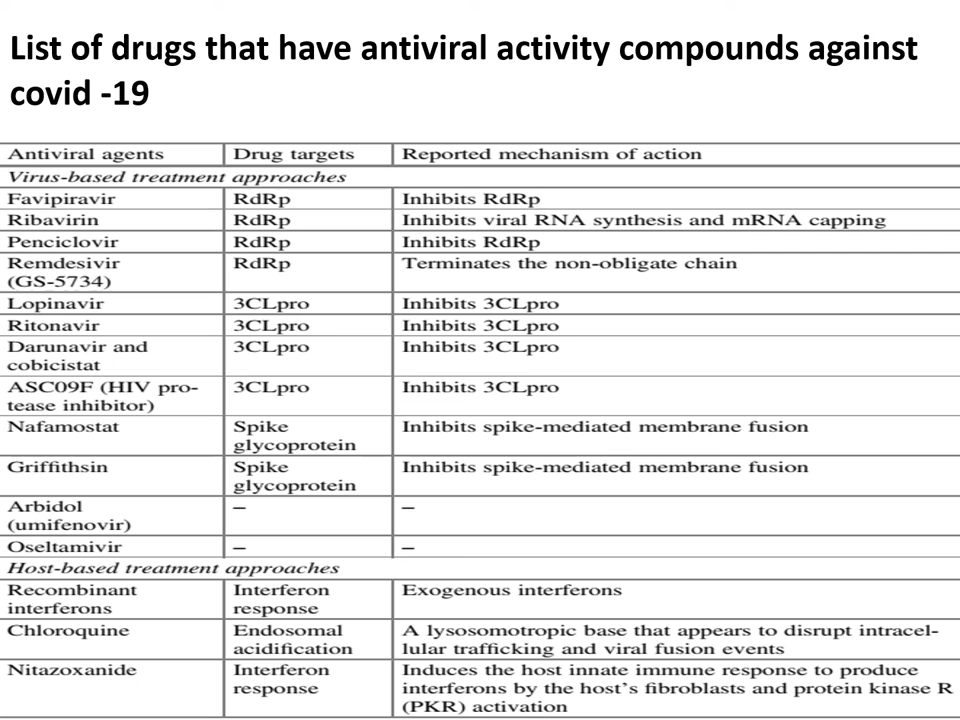 List of drugs that have antiviral activity compounds against
covid -19
Antiviral agents Drug targets Reported mechanism of action
Virus-based treatment approaches
Favipiravir RdRp Inhibits RdRp
Ribavirin RdRp Inhibits viral RNA synthesis and mRNA capping
Penciclovir RdRp Inhibits RdRp
Remdesivir RdRp Terminates the non-obligate chain
(GS-5734)
Lopinavir 3CLpro Inhibits 3CLpro
Ritonavir 3CLpro Inhibits 3CLpro
Darunavir and 3CLpro Inhibits 3CLpro
cobicistat
ASC09F (HIV pro- 3CLpro Inhibits 3CLpro
tease inhibitor)
Nafamostat Spike Inhibits spike-mediated membrane fusion
glycoprotein
Griffithsin Spike Inhibits spike-mediated membrane fusion
glycoprotein
Arbidol – –
(umifenovir)
Oseltamivir – –
Host-based treatment approaches
Recombinant Interferon Exogenous interferons
interferons response
Chloroquine Endosomal A lysosomotropic base that appears to disrupt intracel-
acidification lular trafficking and viral fusion events
Nitazoxanide Interferon Induces the host innate immune response to produce
response interferons by the host's fibroblasts and protein kinase R
(PKR) activation